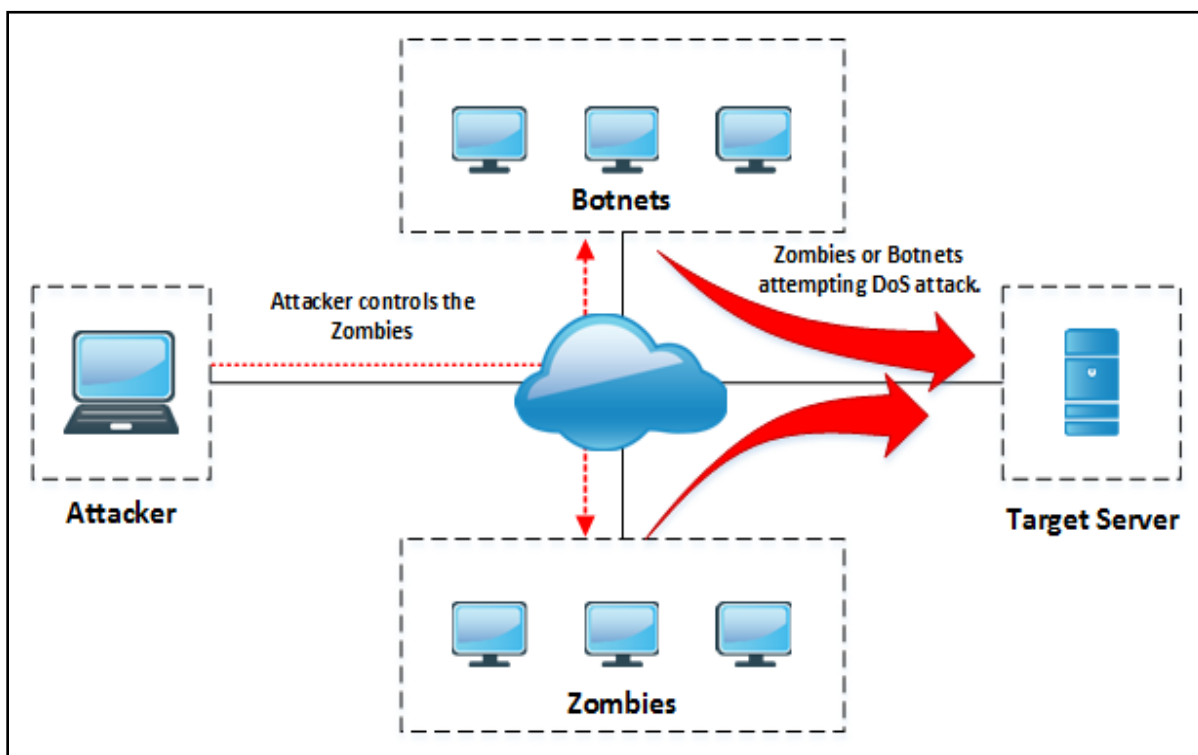 Botnets
Zombies or Botnets
attempting DoS attack.
Attacker controls the
Zombies
Attacker
Target Server
Zombies